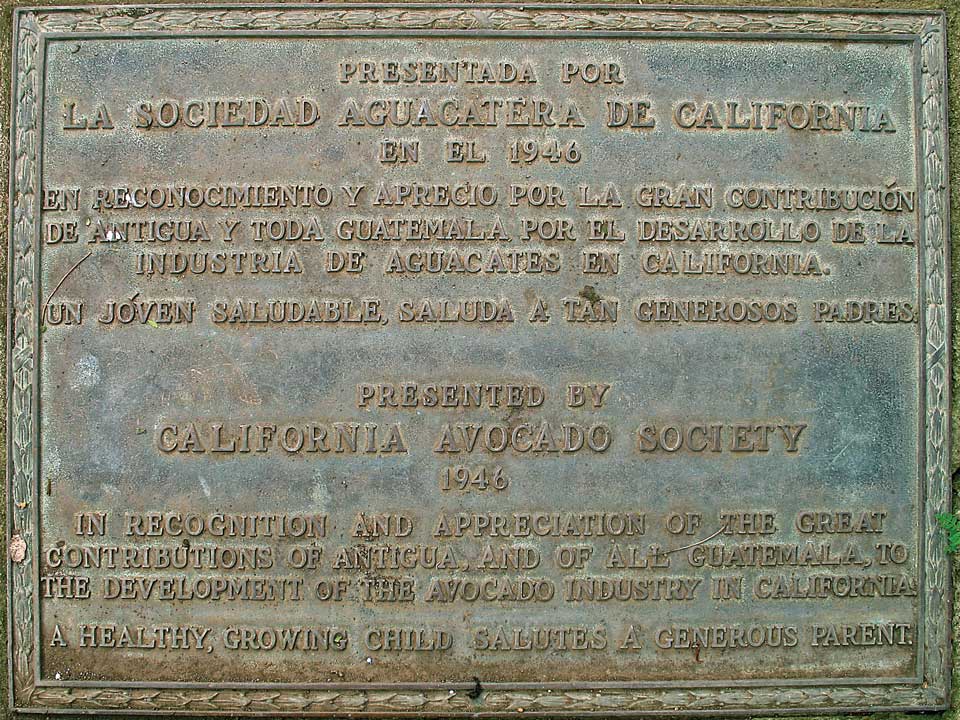 PRESENTADA POR
LA SOCIEDAD AGUACATERA DE CALIFORNIA
EN EL 1946
EN RECONOCIMIENTO Y APRECIO POR LA GRAN CONTRIBUCIÓN
DE ANTIGUA Y TODA GUATEMALA POR EL DESARROLLO DE LA
INDUSTRIA DE AGUACATES EN CALIFORNIA.
UN JÓVEN SALUDABLE, SALUDA A TAN GENEROSOS PADRES.
PRESENTED BY
CALIFORNIA AVOCADO SOCIETY
1946
IN RECOGNITION AND APPRECIATION OF THE GREAT
CONTRIBUTIONS OF ANTIGUA, AND OF ALL GUATEMALA, TO
THE DEVELOPMENT OF THE AVOCADO INDUSTRY IN CALIFORNIA.
A HEALTHY, GROWING CHILD SALUTES A GENEROUS PARENT.